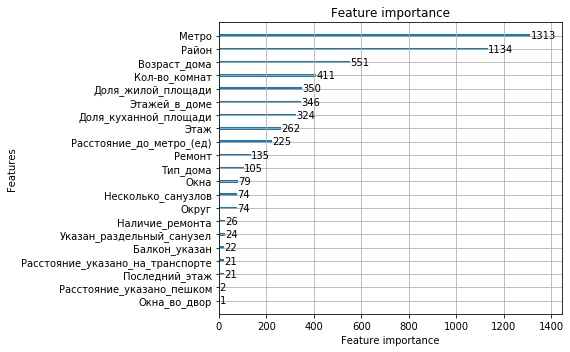 Feature importance
Метро 1313
Район 1134
Возраст_дома 551
Кол-во_комнат 411
Доля_жилой_площади 350
Этажей_в_доме 346
Доля_куханной_площади 324
Этаж 262
Расстояние_до_метро_(ед) 225
Ремонт 135
Тип_дома 105
Окна 79
Несколько_санузлов 74
Округ 74
Наличие_ремонта 26
Указан_раздельный_санузел 24
Балкон_указан 22
Расстояние_указано_на_транспорте 21
Последний_этаж 21
Расстояние_указано_пешком 2
Окна_во_двор 1
Features
0 200 400 600 800 1000 1200 1400
Feature importance